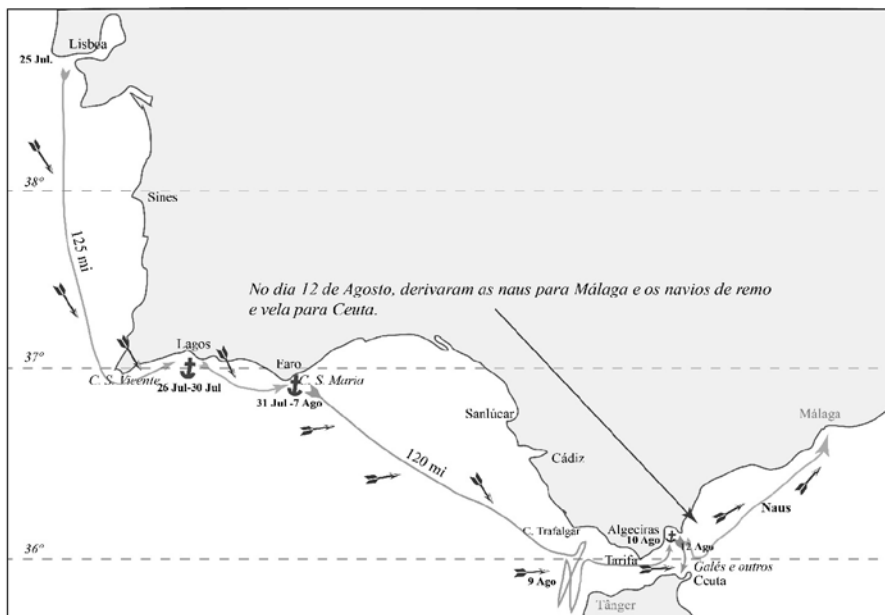 Lisboa
25 Jul.
38º
Sines
125 mi
No dia 12 de Agosto, derivaram as naus para Málaga e os navios de remo
e vela para Ceuta.
Lagos
37º
Faro
C. S. Vicente
26 Jul-30 Jul
C. S. Maria
31 Jul -7 Ago
Sanlúcar
Málaga
120 mi
Cádiz
Naus
C. Trafalgar
Algeciras
10 Ago
12 Ago
36º
Tarifa
Galés e outros
9 Ago
Ceuta
Tânger